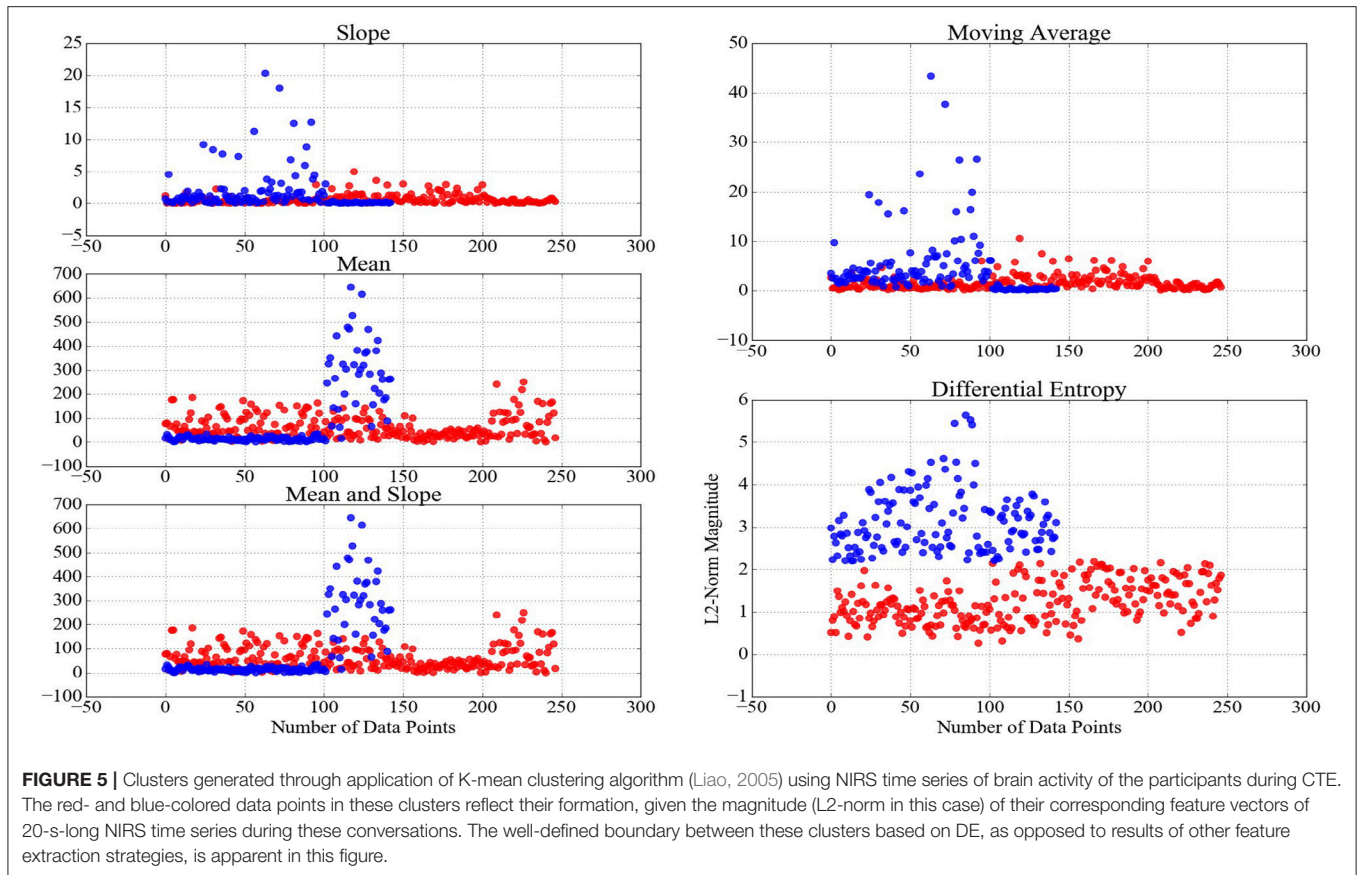 Slope
25
20
15
10
5
0
−5
−50 0 50 100 150 200 250 300
Mean
700
600
500
400
300
200
100
0
−100
−50 0 50 100 150 200 250 300
Mean and Slope
700
600
500
400
300
200
100
0
−100
−50 0 50 100 150 200 250 300
Number of Data Points
Moving Average
50
40
30
20
10
0
−10
−50 0 50 100 150 200 250 300
Differential Entropy
L2-Norm Magnitude
6
5
4
3
2
1
0
−1
−50 0 50 100 150 200 250 300
Number of Data Points
FIGURE 5 | Clusters generated through application of K-mean clustering algorithm (Liao, 2005) using NIRS time series of brain activity of the participants during CTE.
The red- and blue-colored data points in these clusters reflect their formation, given the magnitude (L2-norm in this case) of their corresponding feature vectors of
20-s-long NIRS time series during these conversations. The well-defined boundary between these clusters based on DE, as opposed to results of other feature
extraction strategies, is apparent in this figure.